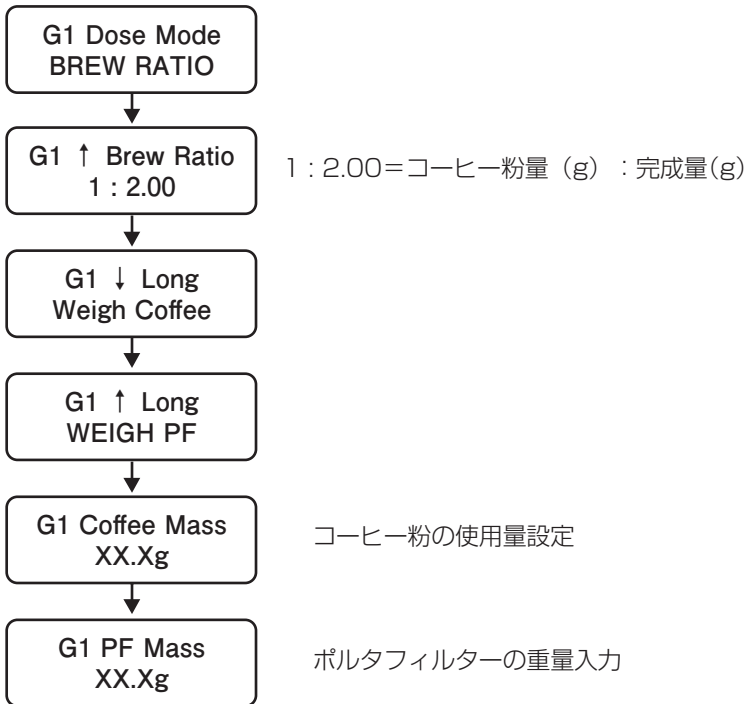 G1 Dose Mode
BREW RATIO
G1 ↑ Brew Ratio
1 : 2.00
1 : 2.00＝コーヒー粉量（g）：完成量(g)
G1 ↓ Long
Weigh Coffee
G1 ↑ Long
WEIGH PF
G1 Coffee Mass
XX.Xg
コーヒー粉の使用量設定
G1 PF Mass
XX.Xg
ポルタフィルターの重量入力